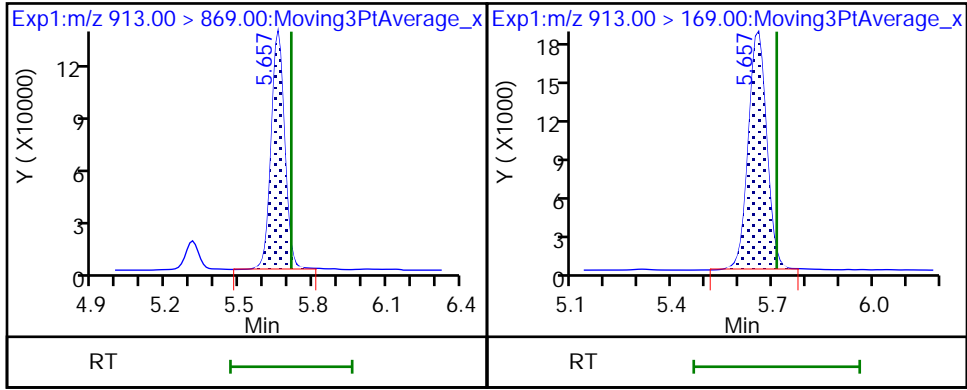 Exp1:m/z 913.00 > 869.00:Moving3PtAverage_x
5.657
Y ( X10000)
12
9
6
3
0
4.9 5.2 5.5 5.8 6.1 6.4
Min
RT
Exp1:m/z 913.00 > 169.00:Moving3PtAverage_x
5.657
Y ( X1000)
18
15
12
9
6
3
0
5.1 5.4 5.7 6.0
Min
RT